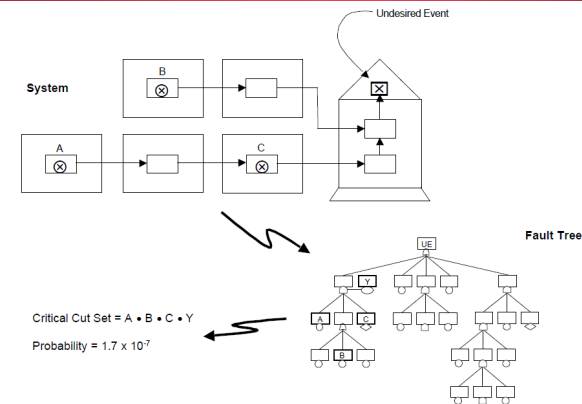 Undesired Event
B
System
A
C
Fault Tree
UE
Y
A
C
Critical Cut Set = A • B • C • Y
B
Probability = 1.7 x 10-7